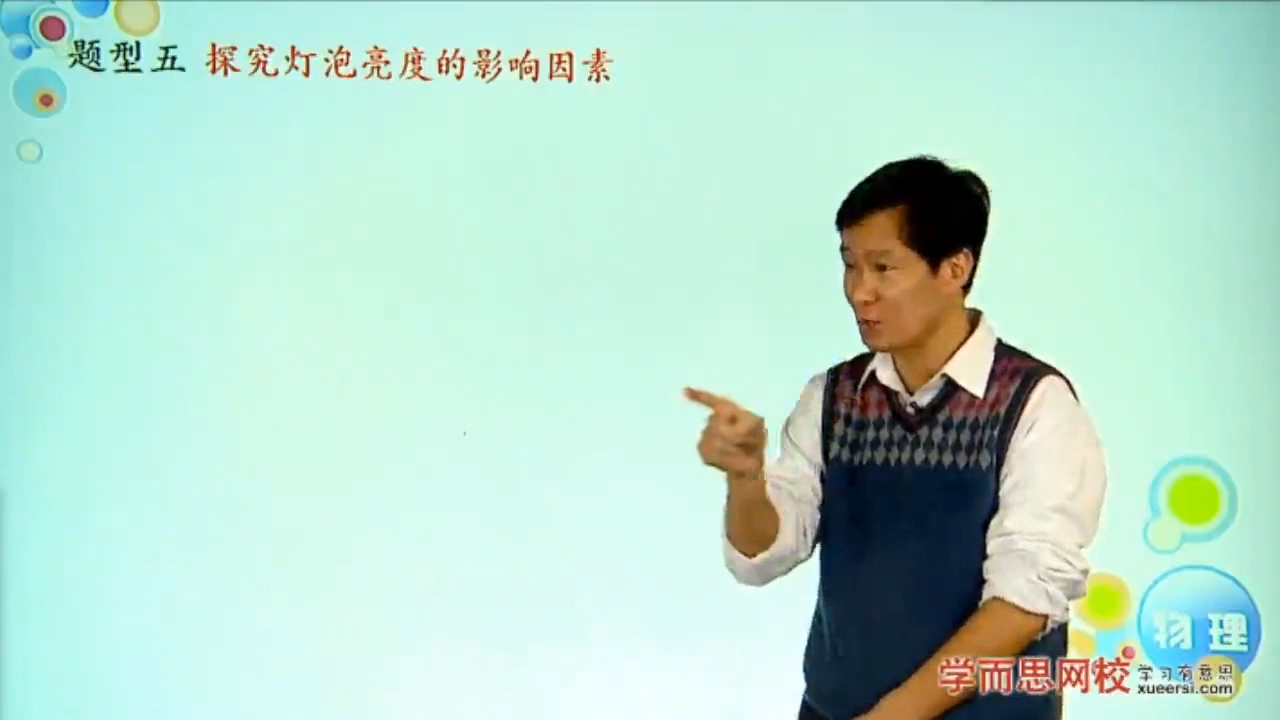 题型五 探究灯泡亮度的影响因素
物理
学而思网校
学习有意思
xueersi.com